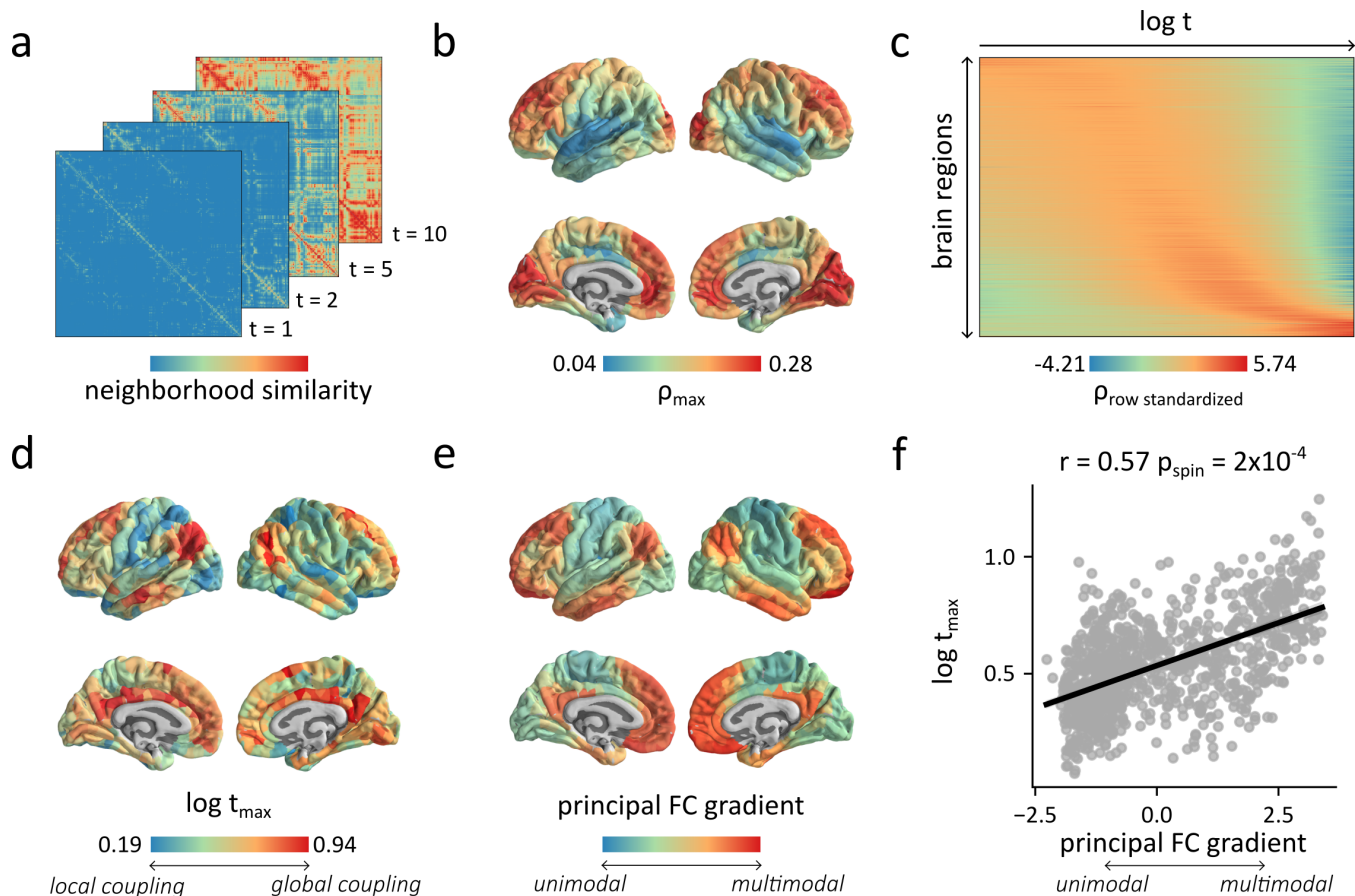 a
t = 10
t = 5
t = 2
t = 1
neighborhood similarity
b
0.04
0.28
ρmax
c
log t
brain regions
-4.21
5.74
ρrow standardized
d
log tmax
0.19
0.94
local coupling
global coupling
e
principal FC gradient
unimodal
multimodal
f
r = 0.57 pspin = 2x10⁻⁴
log tmax
1.0
0.5
−2.5
0.0
2.5
principal FC gradient
unimodal
multimodal